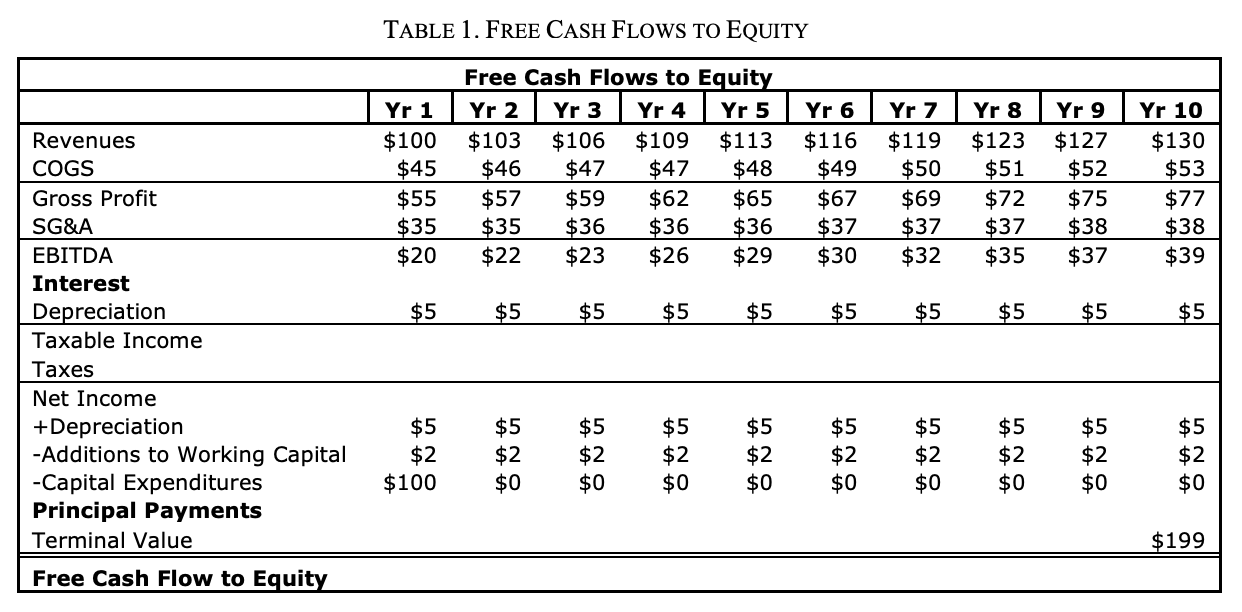 TABLE 1. FREE CASH FLOWS TO EQUITY
Free Cash Flows to Equity
Yr 1 Yr 2 Yr 3 Yr 4 Yr 5 Yr 6 Yr 7 Yr 8 Yr 9 Yr 10
Revenues $100 $103 $106 $109 $113 $116 $119 $123 $127 $130
COGS $45 $46 $47 $47 $48 $49 $50 $51 $52 $53
Gross Profit $55 $57 $59 $62 $65 $67 $69 $72 $75 $77
SG&A $35 $35 $36 $36 $36 $37 $37 $37 $38 $38
EBITDA $20 $22 $23 $26 $29 $30 $32 $35 $37 $39
Interest
Depreciation $5 $5 $5 $5 $5 $5 $5 $5 $5 $5
Taxable Income
Taxes
Net Income
+Depreciation $5 $5 $5 $5 $5 $5 $5 $5 $5 $5
-Additions to Working Capital $2 $2 $2 $2 $2 $2 $2 $2 $2 $2
-Capital Expenditures $100 $0 $0 $0 $0 $0 $0 $0 $0 $0
Principal Payments
Terminal Value $199
Free Cash Flow to Equity